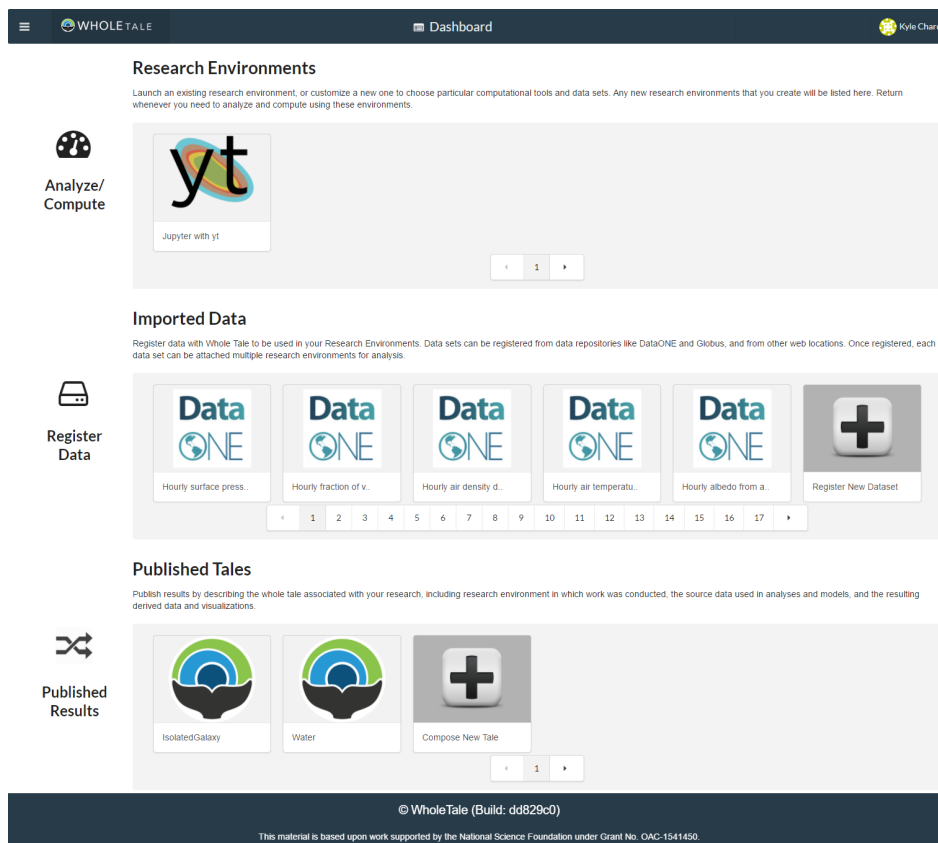 WHOLETALE
Dashboard
Kyle
Research Environments
Launch an existing research environment, or customize a new one to choose particular computational tools and data sets. Any new research environments that you create will be listed here. Return
whenever you need to analyze and compute using these environments.
Analyze/
Compute
yt
Jupyter with yt
1
Imported Data
Register data with Whole Tale to be used in your Research Environments. Data sets can be registered from data repositories like DataONE and Globus, and from other web locations. Once registered, each
data set can be attached multiple research environments for analysis.
Register
Data
Data ONE
Data ONE
Data ONE
Data ONE
Data ONE
Hourly surface press..
Hourly fraction of v..
Hourly air density d..
Hourly air temperatu..
Hourly albedo from a..
Register New Dataset
1 2 3 4 5 6 7 8 9 10 11 12 13 14 15 16 17
Published Tales
Publish results by describing the whole tale associated with your research, including research environment in which work was conducted, the source data used in analyses and models, and the resulting
derived data and visualizations.
Published
Results
IsolatedGalaxy
Water
Compose New Tale
1
© WholeTale (Build: dd829c0)
This material is based upon work supported by the National Science Foundation under Grant No. OAC-1541450.